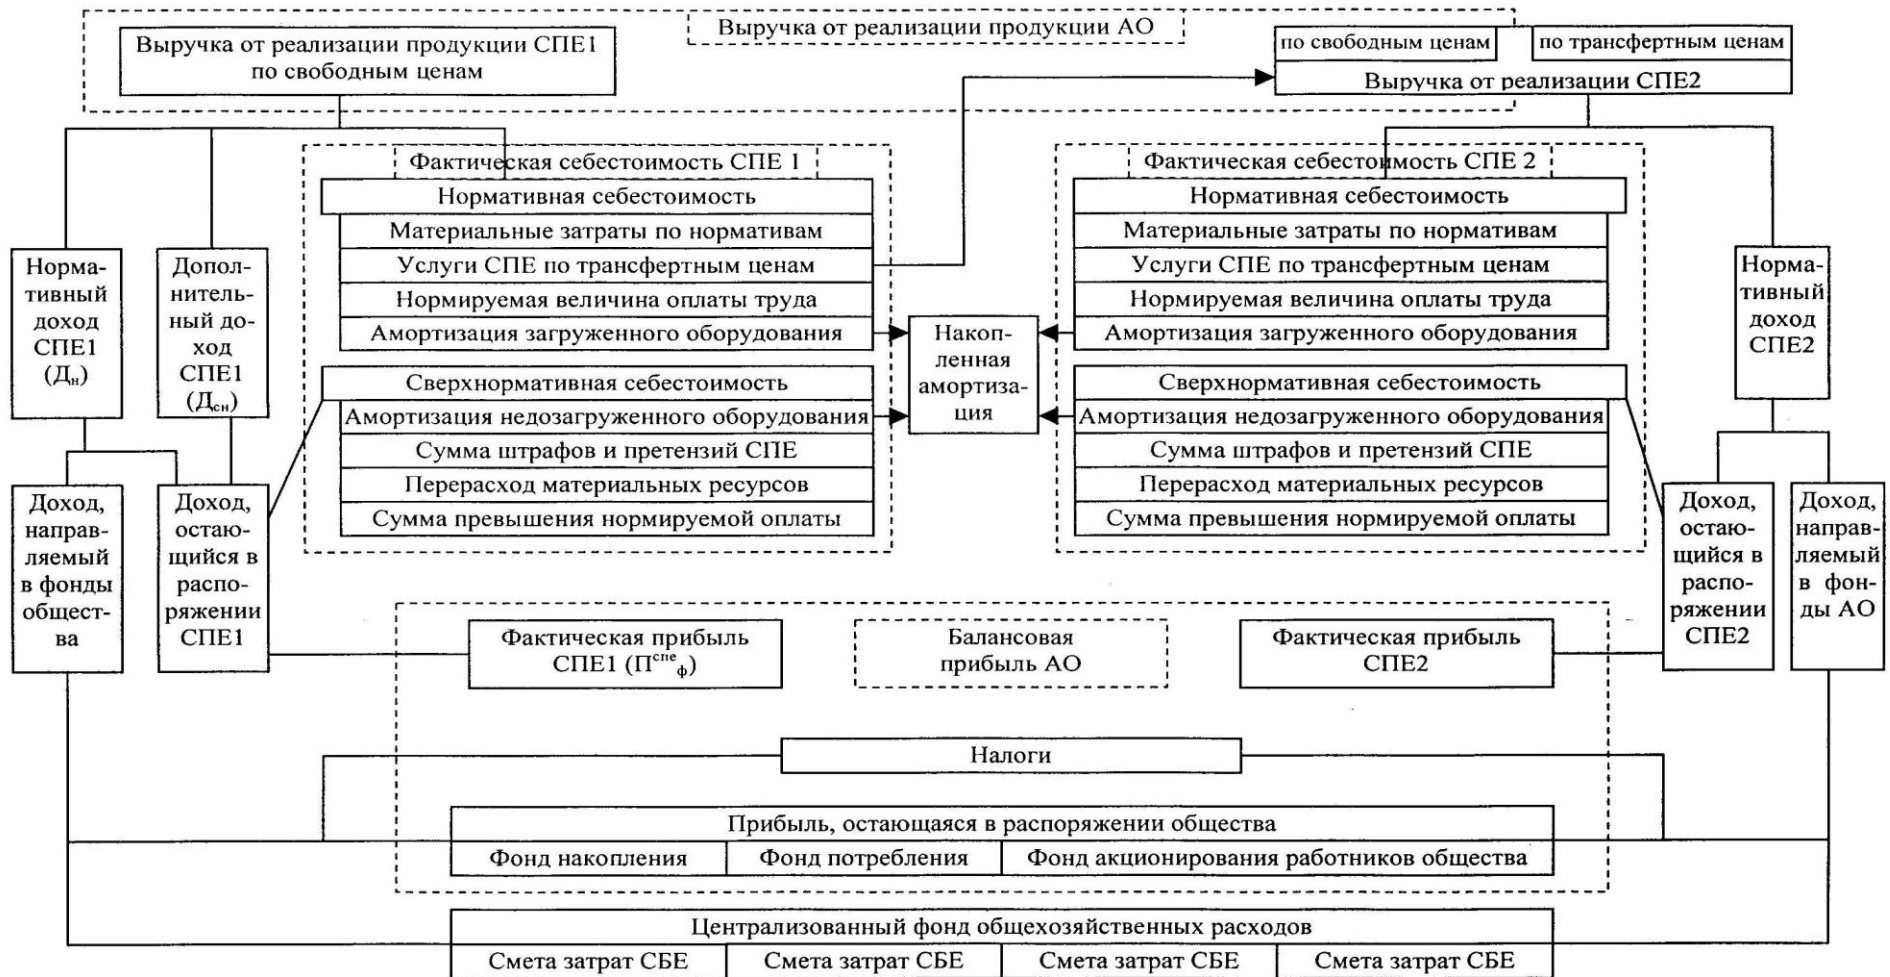 Выручка от реализации продукции АО
Выручка от реализации продукции СПЕ1
по свободным ценам
по свободным ценам
по трансфертным ценам
Выручка от реализации СПЕ2
Фактическая себестоимость СПЕ 1
Нормативная себестоимость
Материальные затраты по нормативам
Услуги СПЕ по трансфертным ценам
Нормируемая величина оплаты труда
Амортизация загруженного оборудования
Сверхнормативная себестоимость
Амортизация недозагруженного оборудования
Сумма штрафов и претензий СПЕ
Перерасход материальных ресурсов
Сумма превышения нормируемой оплаты
Фактическая себестоимость СПЕ 2
Нормативная себестоимость
Материальные затраты по нормативам
Услуги СПЕ по трансфертным ценам
Нормируемая величина оплаты труда
Амортизация загруженного оборудования
Сверхнормативная себестоимость
Амортизация недозагруженного оборудования
Сумма штрафов и претензий СПЕ
Перерасход материальных ресурсов
Сумма превышения нормируемой оплаты
Норма-
тивный
доход
СПЕ1
(Дн)
Допол-
нитель-
ный до-
ход
СПЕ1
(Дсн)
Накоп-
ленная
амортиза-
ция
Норма-
тивный
доход
СПЕ2
Доход,
направ-
ляемый
в фонды
общест-
ва
Доход,
остаю-
щийся в
распо-
ряжении
СПЕ1
Доход,
остаю-
щийся в
распо-
ряжении
СПЕ2
Доход,
направ-
ляемый
в фон-
ды АО
Фактическая прибыль
СПЕ1 (Пспеф)
Балансовая
прибыль АО
Фактическая прибыль
СПЕ2
Налоги
Прибыль, остающаяся в распоряжении общества
Фонд накопления
Фонд потребления
Фонд акционирования работников общества
Централизованный фонд общехозяйственных расходов
Смета затрат СБЕ
Смета затрат СБЕ
Смета затрат СБЕ
Смета затрат СБЕ